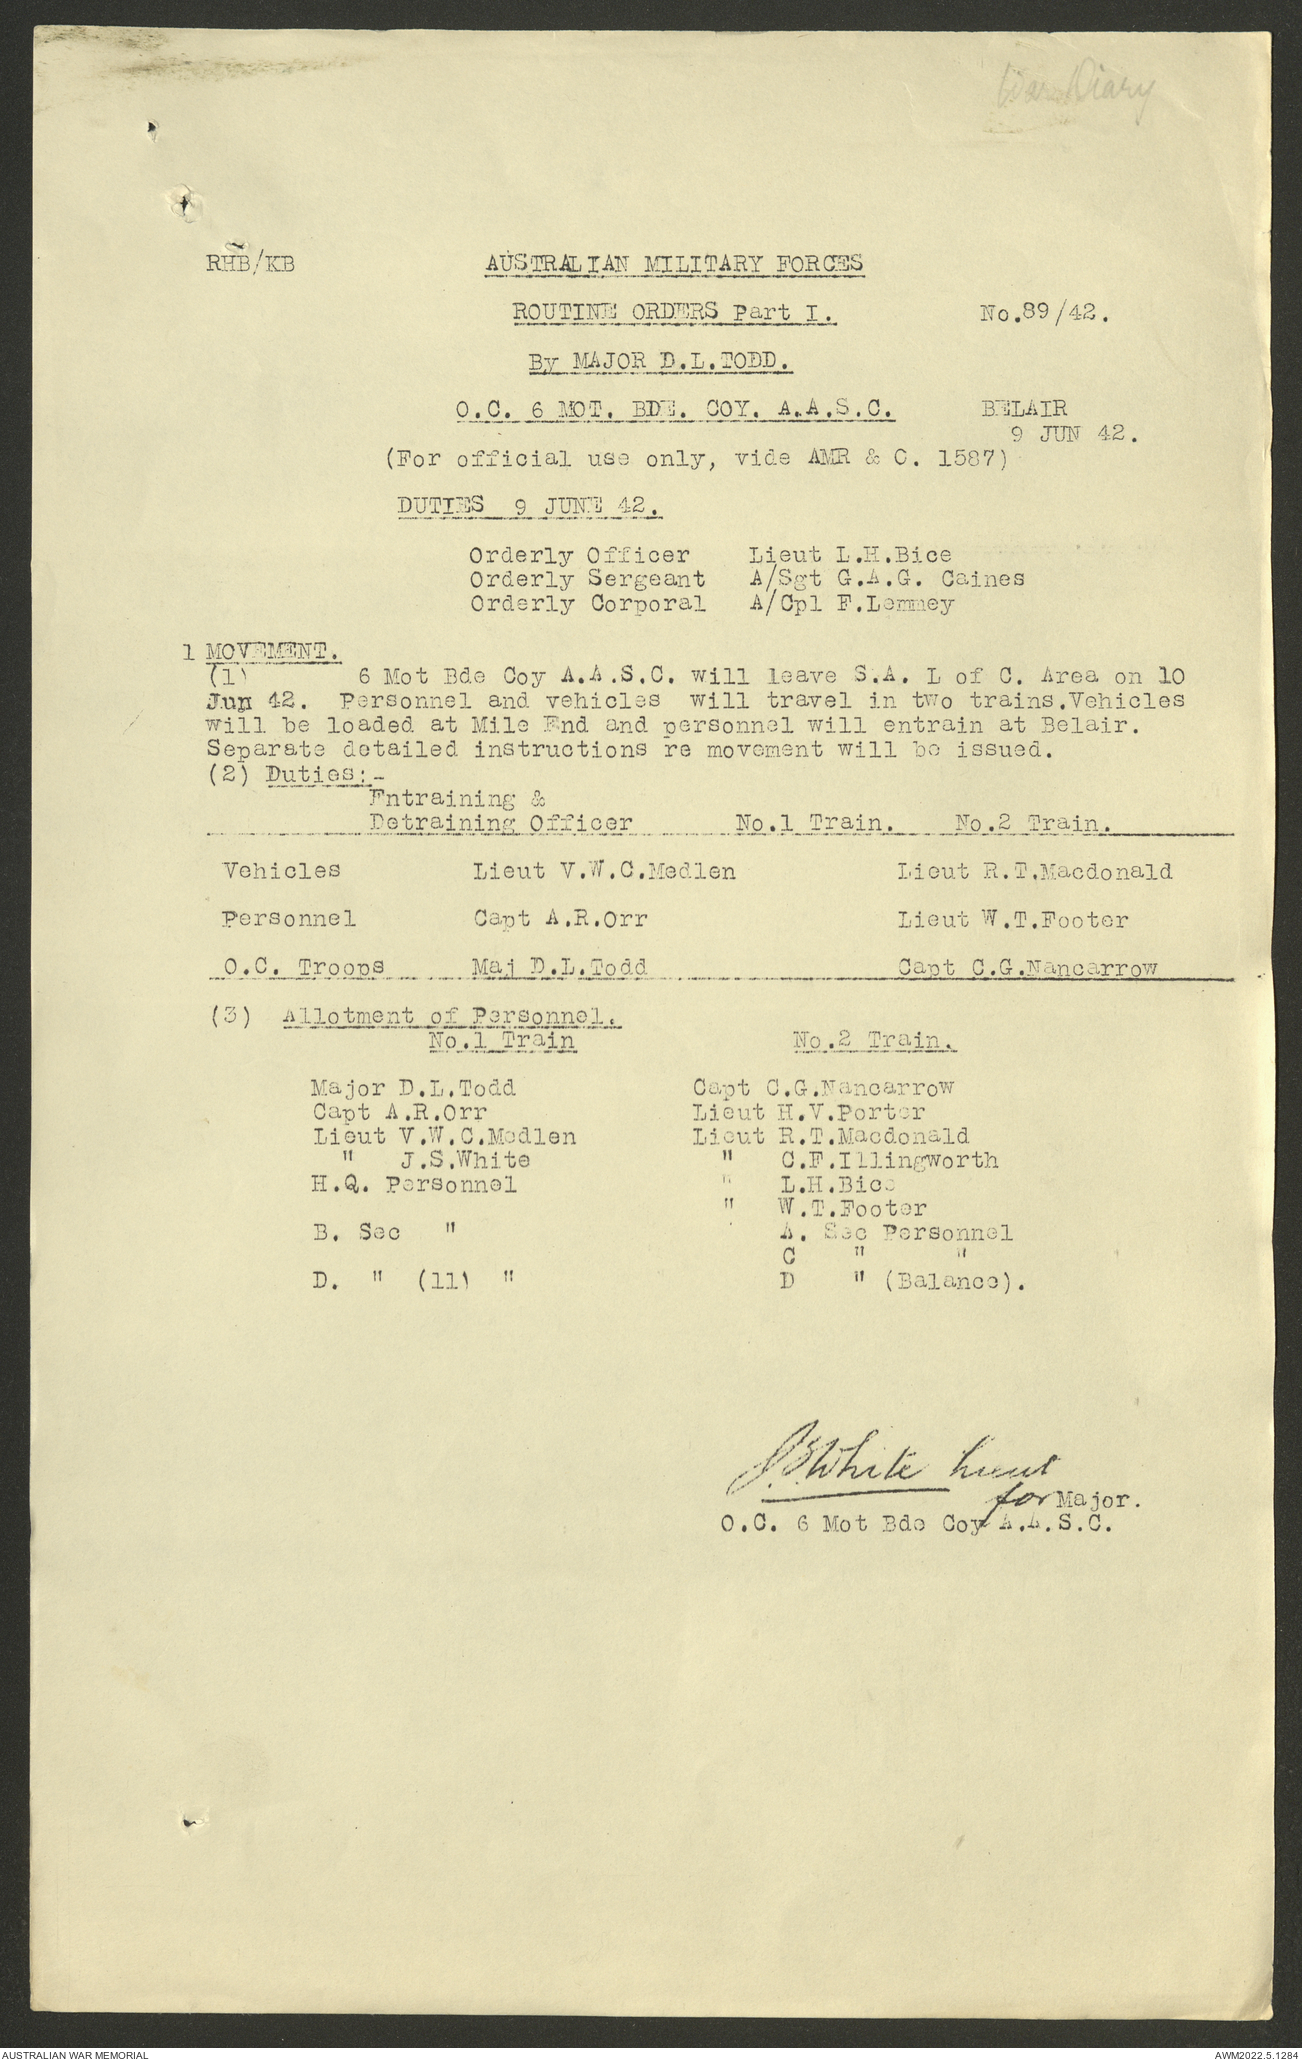 War Diary
RHB/KB AUSTRALIAN MILITARY FORCES
ROUTINE ORDERS Part I. No.89/42.
By MAJOR D.L.TODD.
O.C. 6 MOT. BDE. COY. A.A.S.C. BELAIR
9 JUN 42.
(For official use only, vide AMR & O. 1587)
DUTIES 9 JUNE 42.
Orderly Officer Lieut L.H.Bice
Orderly Sergeant A/Sgt G.A.G. Caines
Orderly Corporal A/Cpl F.Lemmey
1 MOVEMENT.
(1) 6 Mot Bde Coy A.A.S.C. will leave S.A. L of C. Area on 10
Jun 42. Personnel and vehicles will travel in two trains.Vehicles
will be loaded at Mile End and personnel will entrain at Belair.
Separate detailed instructions re movement will be issued.
(2) Duties:-
Entraining &
Detraining Officer No.1 Train. No.2 Train.
Vehicles Lieut V.W.C.Medlen Lieut R.T.Macdonald
Personnel Capt A.R.Orr Lieut W.T.Footer
O.C. Troops Maj D.L.Todd Capt C.G.Nancarrow
(3) Allotment of Personnel.
No.1 Train No.2 Train.
Major D.L.Todd Capt C.G.Nancarrow
Capt A.R.Orr Lieut H.V.Porter
Lieut V.W.C.Medlen Lieut R.T.Macdonald
" J.S.White " C.F.Illingworth
H.Q. Personnel " L.H.Bice
" W.T.Footer
B. Sec " A. Sec Personnel
C " "
D. " (11) " D " (Balance).
J.S.White Lieut
for Major.
O.C. 6 Mot Bde Coy A.A.S.C.
AUSTRALIAN WAR MEMORIAL AWM2022.5.1284